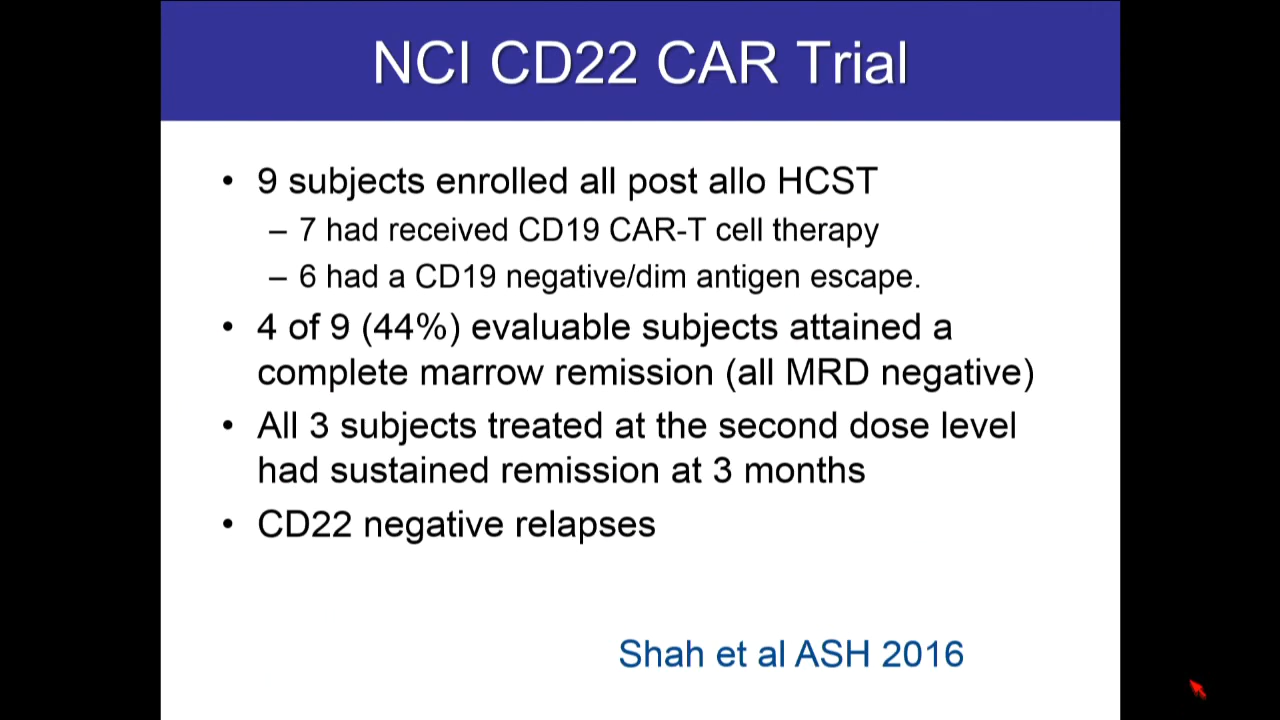 NCI CD22 CAR Trial
• 9 subjects enrolled all post allo HCST
– 7 had received CD19 CAR-T cell therapy
– 6 had a CD19 negative/dim antigen escape.
• 4 of 9 (44%) evaluable subjects attained a
complete marrow remission (all MRD negative)
• All 3 subjects treated at the second dose level
had sustained remission at 3 months
• CD22 negative relapses
Shah et al ASH 2016